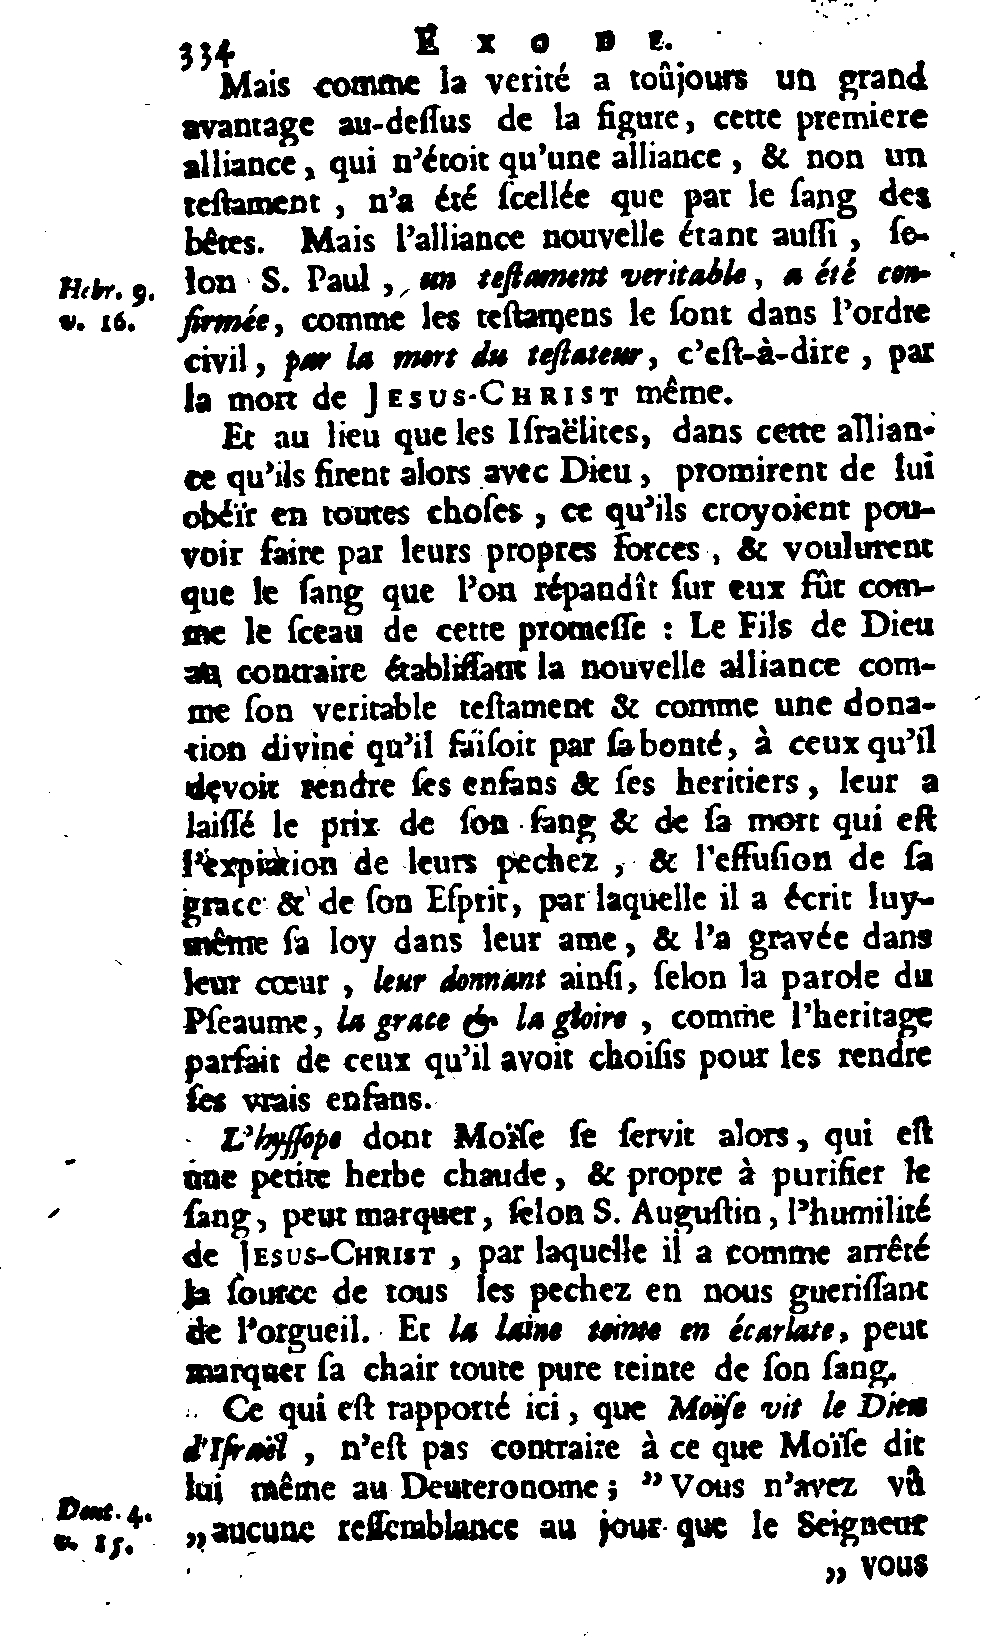 334 EXODE.
Mais comme la verité a toûjours un grand
avantage au-deſſus de la figure, cette premiere
alliance, qui n'étoit qu'une alliance, & non un
teſtament, n'a été ſcellée que par le ſang des
bêtes. Mais l'alliance nouvelle étant auſſi, ſe-
Hebr. 9. lon S. Paul, un teſtament veritable, a été con-
v. 16. firmée, comme les teſtamens le ſont dans l'ordre
civil, par la mort du teſtateur, c'eſt-à-dire, par
la mort de JESUS-CHRIST même.
Et au lieu que les Iſraëlites, dans cette allian-
ce qu'ils firent alors avec Dieu, promirent de lui
obéïr en toutes choſes, ce qu'ils croyoient pou-
voir faire par leurs propres forces, & voulurent
que le ſang que l'on répandît ſur eux fût com-
me le ſceau de cette promeſſe : Le Fils de Dieu
au contraire établiſſant la nouvelle alliance com-
me ſon veritable teſtament & comme une dona-
tion divine qu'il faiſoit par ſa bonté, à ceux qu'il
devoit rendre ſes enfans & ſes heritiers, leur a
laiſſé le prix de ſon ſang & de ſa mort qui eſt
l'expiation de leurs pechez, & l'effuſion de ſa
grace & de ſon Eſprit, par laquelle il a écrit luy-
même ſa loy dans leur ame, & l'a gravée dans
leur cœur, leur donnant ainſi, ſelon la parole du
Pſeaume, la grace & la gloire, comme l'heritage
parfait de ceux qu'il avoit choiſis pour les rendre
ſes vrais enfans.
L'hyſſope dont Moïſe ſe ſervit alors, qui eſt
une petite herbe chaude, & propre à purifier le
ſang, peut marquer, ſelon S. Auguſtin, l'humilité
de JESUS-CHRIST, par laquelle il a comme arrêté
la ſource de tous les pechez en nous gueriſſant
de l'orgueil. Et la laine teinte en écarlate, peut
marquer ſa chair toute pure teinte de ſon ſang.
Ce qui eſt rapporté ici, que Moïſe vit le Dieu
d'Iſraël, n'eſt pas contraire à ce que Moïſe dit
lui même au Deuteronome; ” Vous n'avez vû
Deut. 4. „ aucune reſſemblance au jour que le Seigneur
v. 15.
„ vous